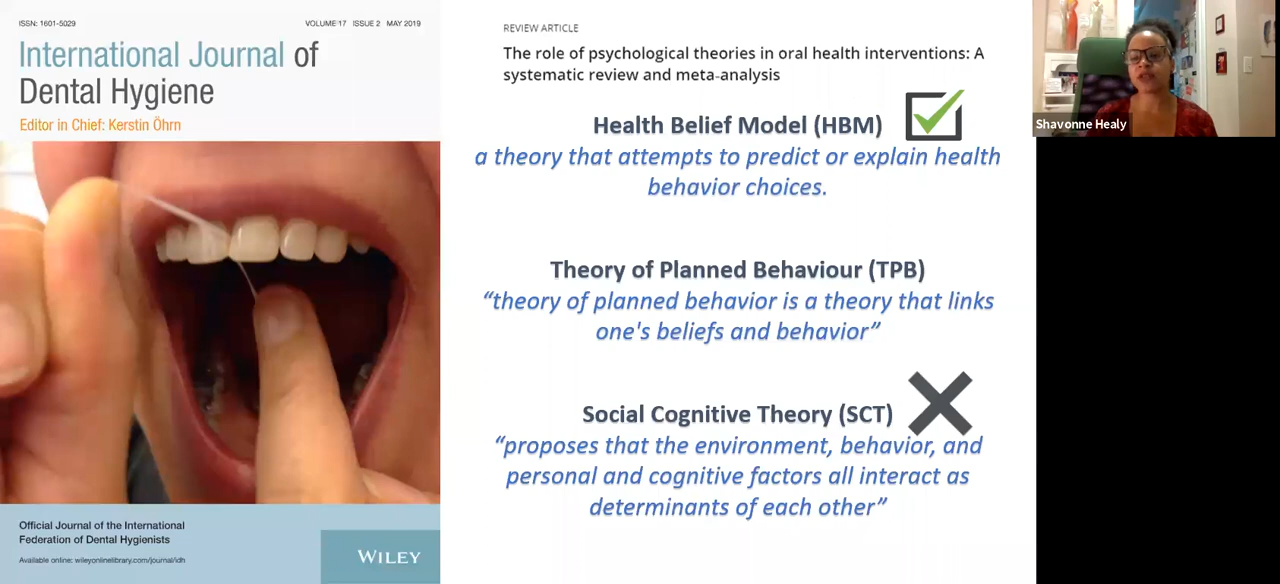 ISSN: 1601-5029
VOLUME 17 ISSUE 2 MAY 2019
International Journal of
Dental Hygiene
Editor in Chief: Kerstin Öhrn
Official Journal of the International
Federation of Dental Hygienists
Available online: wileyonlinelibrary.com/journal/idh
WILEY
REVIEW ARTICLE
The role of psychological theories in oral health interventions: A
systematic review and meta-analysis
Health Belief Model (HBM)
a theory that attempts to predict or explain health
behavior choices.
Theory of Planned Behaviour (TPB)
“theory of planned behavior is a theory that links
one's beliefs and behavior”
Social Cognitive Theory (SCT)
“proposes that the environment, behavior, and
personal and cognitive factors all interact as
determinants of each other”
Shavonne Healy